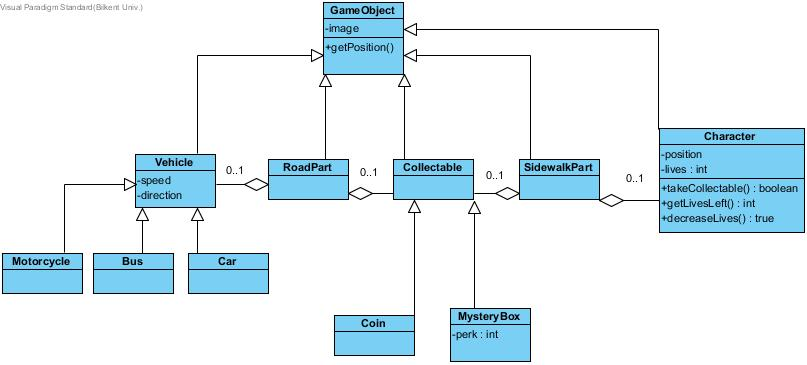 Visual Paradigm Standard(Bilkent Univ.)
GameObject
-image
+getPosition()
Vehicle
-speed
-direction
0..1
RoadPart
0..1
Collectable
0..1
SidewalkPart
0..1
Character
-position
-lives : int
+takeCollectable() : boolean
+getLivesLeft() : int
+decreaseLives() : true
Motorcycle
Bus
Car
Coin
MysteryBox
-perk : int